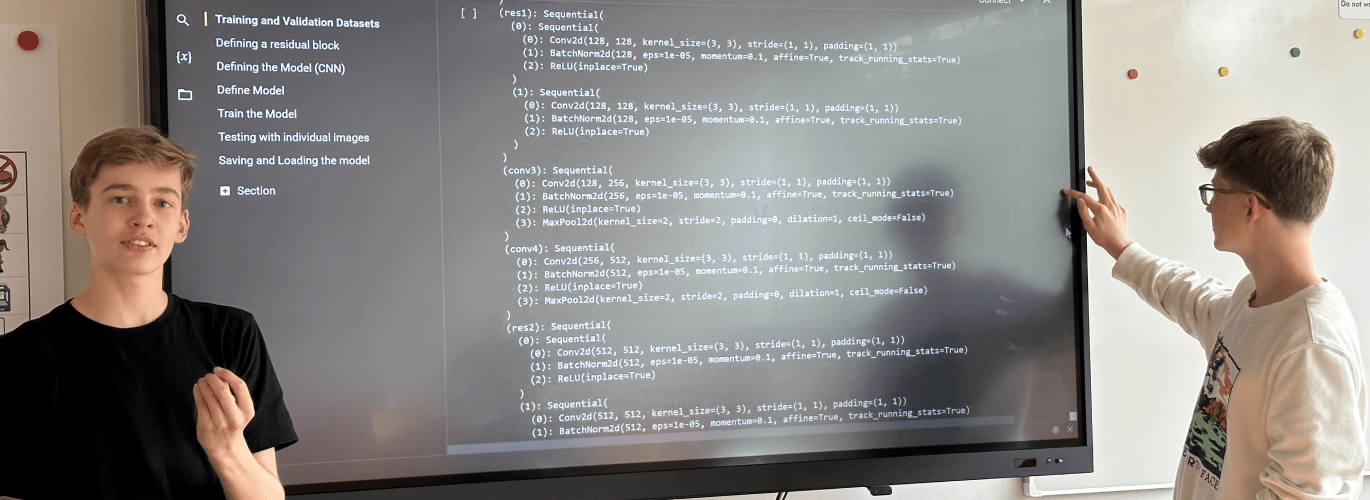 Training and Validation Datasets
Defining a residual block
Defining the Model (CNN)
Define Model
Train the Model
Testing with individual images
Saving and Loading the model
Section
{x}
[ ]
)
(res1): Sequential(
(0): Sequential(
(0): Conv2d(128, 128, kernel_size=(3, 3), stride=(1, 1), padding=(1, 1))
(1): BatchNorm2d(128, eps=1e-05, momentum=0.1, affine=True, track_running_stats=True)
(2): ReLU(inplace=True)
)
(1): Sequential(
(0): Conv2d(128, 128, kernel_size=(3, 3), stride=(1, 1), padding=(1, 1))
(1): BatchNorm2d(128, eps=1e-05, momentum=0.1, affine=True, track_running_stats=True)
(2): ReLU(inplace=True)
)
)
(conv3): Sequential(
(0): Conv2d(128, 256, kernel_size=(3, 3), stride=(1, 1), padding=(1, 1))
(1): BatchNorm2d(256, eps=1e-05, momentum=0.1, affine=True, track_running_stats=True)
(2): ReLU(inplace=True)
(3): MaxPool2d(kernel_size=2, stride=2, padding=0, dilation=1, ceil_mode=False)
)
(conv4): Sequential(
(0): Conv2d(256, 512, kernel_size=(3, 3), stride=(1, 1), padding=(1, 1))
(1): BatchNorm2d(512, eps=1e-05, momentum=0.1, affine=True, track_running_stats=True)
(2): ReLU(inplace=True)
(3): MaxPool2d(kernel_size=2, stride=2, padding=0, dilation=1, ceil_mode=False)
)
(res2): Sequential(
(0): Sequential(
(0): Conv2d(512, 512, kernel_size=(3, 3), stride=(1, 1), padding=(1, 1))
(1): BatchNorm2d(512, eps=1e-05, momentum=0.1, affine=True, track_running_stats=True)
(2): ReLU(inplace=True)
)
(1): Sequential(
(0): Conv2d(512, 512, kernel_size=(3, 3), stride=(1, 1), padding=(1, 1))
(1): BatchNorm2d(512, eps=1e-05, momentum=0.1, affine=True, track_running_stats=True)
Connect
Do not
FACE